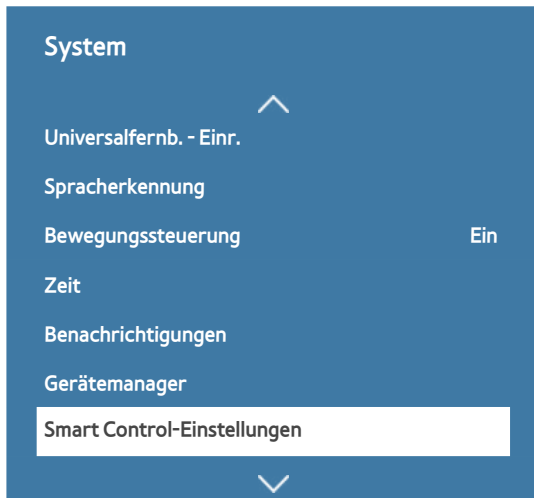 System
Universalfernb. - Einr.
Spracherkennung
Bewegungssteuerung Ein
Zeit
Benachrichtigungen
Gerätemanager
Smart Control-Einstellungen